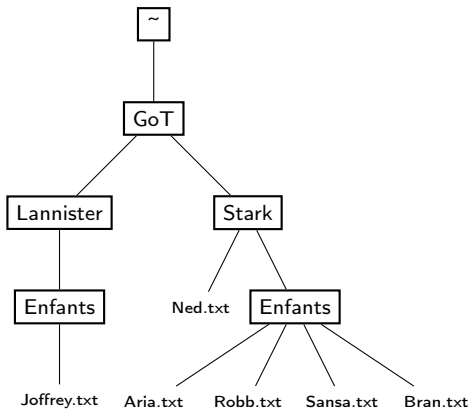 ~
GoT
Lannister
Stark
Enfants
Ned.txt
Enfants
Joffrey.txt
Aria.txt
Robb.txt
Sansa.txt
Bran.txt